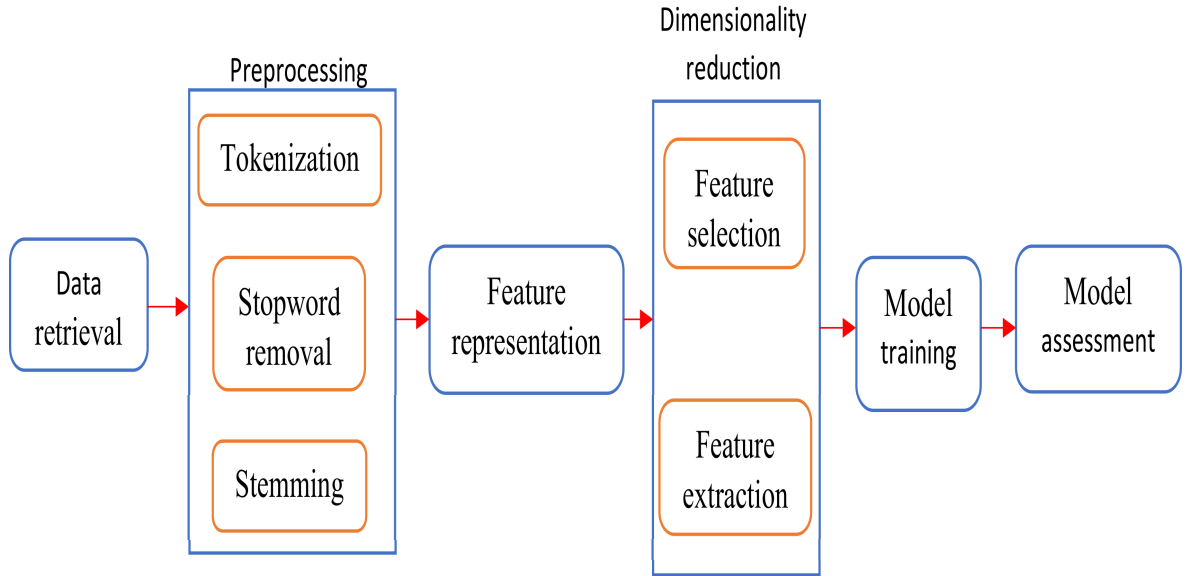 Data
retrieval
Preprocessing
Tokenization
Stopword
removal
Stemming
Feature
representation
Dimensionality
reduction
Feature
selection
Feature
extraction
Model
training
Model
assessment